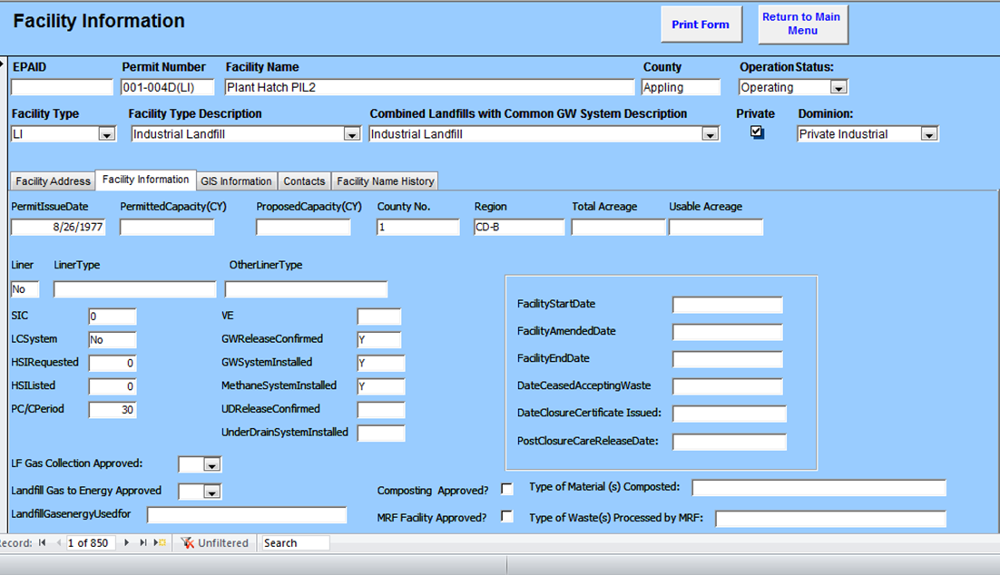 Facility Information
Print Form
Return to Main
Menu
EPAID Permit Number Facility Name County OperationStatus:
001-004D(LI) Plant Hatch PIL2 Appling Operating
Facility Type Facility Type Description Combined Landfills with Common GW System Description Private Dominion:
LI Industrial Landfill Industrial Landfill Private Industrial
Facility Address Facility Information GIS Information Contacts Facility Name History
PermitIssueDate PermittedCapacity(CY) ProposedCapacity(CY) County No. Region Total Acreage Usable Acreage
8/26/1977 1 CD-B
Liner LinerType OtherLinerType
No
FacilityStartDate
SIC 0 VE
FacilityAmendedDate
LCSystem No GWReleaseConfirmed Y
FacilityEndDate
HSIRequested 0 GWSystemInstalled Y
HSIListed 0 MethaneSystemInstalled Y DateCeasedAcceptingWaste
PC/CPeriod 30 UDReleaseConfirmed DateClosureCertificate Issued:
UnderDrainSystemInstalled PostClosureCareReleaseDate:
LF Gas Collection Approved:
Landfill Gas to Energy Approved Composting Approved? Type of Material (s) Composted:
LandfillGasenergyUsedfor MRF Facility Approved? Type of Waste(s) Processed by MRF:
ecord: 1 of 850 Unfiltered Search